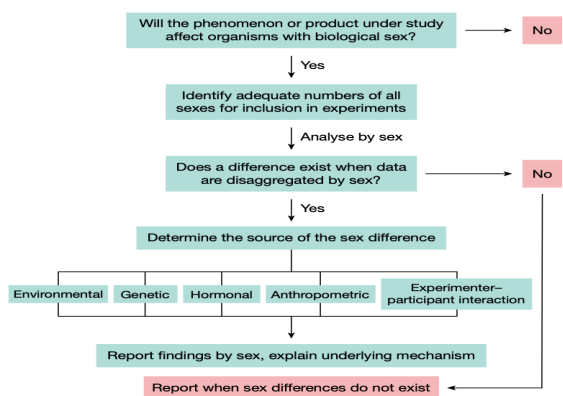 Will the phenomenon or product under study
affect organisms with biological sex?
No
Yes
Identify adequate numbers of all
sexes for inclusion in experiments
Analyse by sex
Does a difference exist when data
are disaggregated by sex?
No
Yes
Determine the source of the sex difference
Environmental
Genetic
Hormonal
Anthropometric
Experimenter–
participant interaction
Report findings by sex, explain underlying mechanism
Report when sex differences do not exist